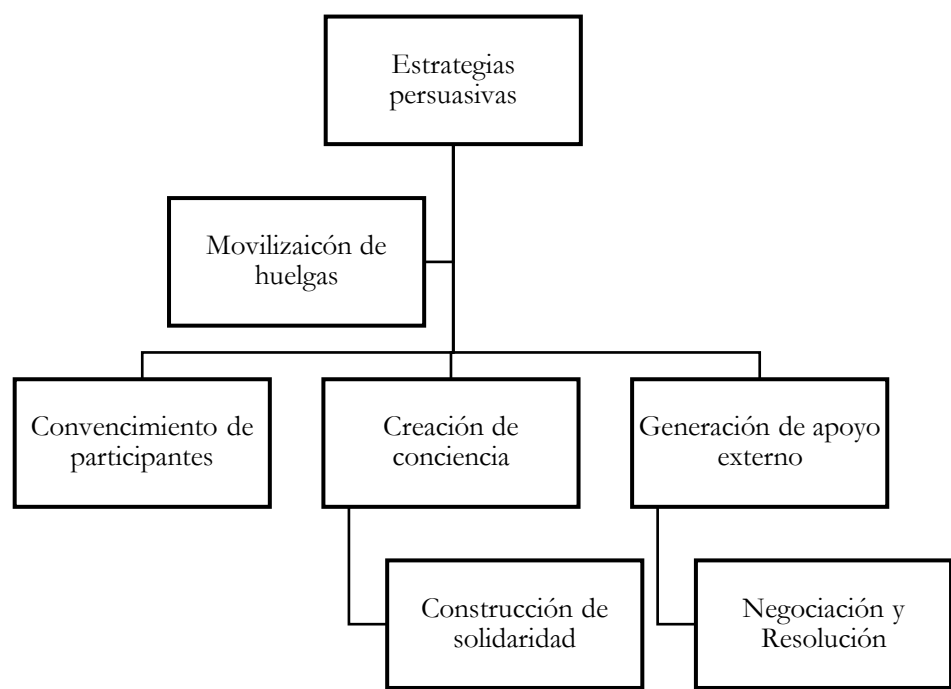 Estrategias
persuasivas
Movilizaicón de
huelgas
Convencimiento de
participantes
Creación de
conciencia
Generación de apoyo
externo
Construcción de
solidaridad
Negociación y
Resolución